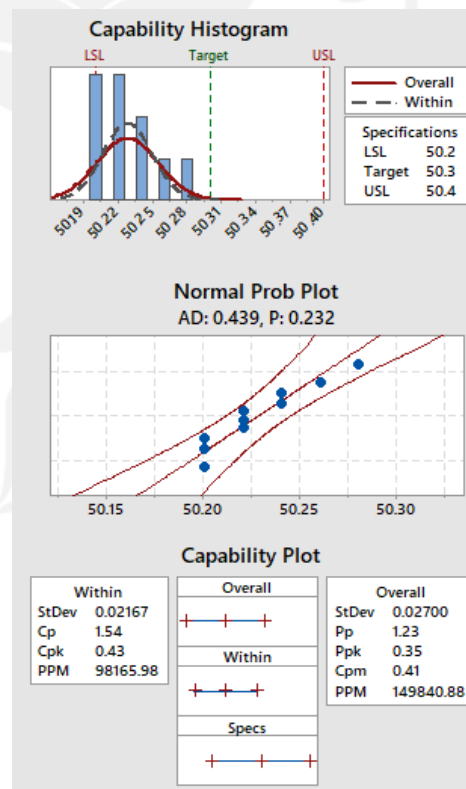 Capability Histogram
LSL Target USL
Overall
Within
Specifications
LSL 50.2
Target 50.3
USL 50.4
50.19 50.22 50.25 50.28 50.31 50.34 50.37 50.40
Normal Prob Plot
AD: 0.439, P: 0.232
50.15 50.20 50.25 50.30
Capability Plot
Within
StDev 0.02167
Cp 1.54
Cpk 0.43
PPM 98165.98
Overall
Within
Specs
Overall
StDev 0.02700
Pp 1.23
Ppk 0.35
Cpm 0.41
PPM 149840.88